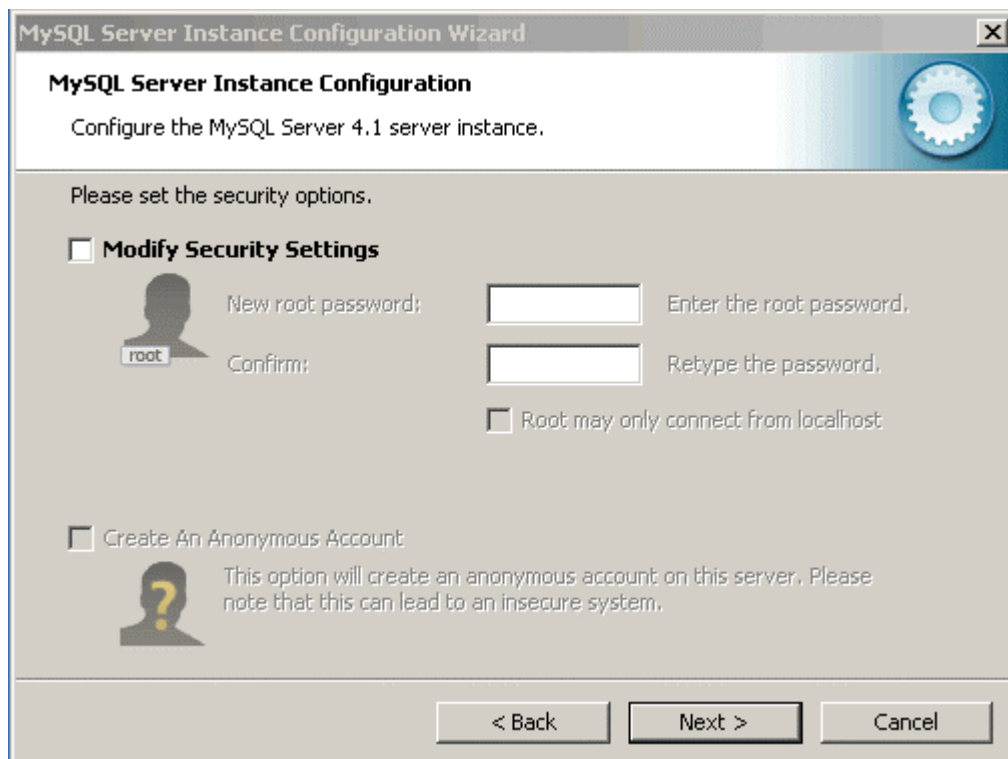 MySQL Server Instance Configuration Wizard
MySQL Server Instance Configuration
Configure the MySQL Server 4.1 server instance.
Please set the security options.
Modify Security Settings
New root password:
Enter the root password.
root
Confirm:
Retype the password.
Root may only connect from localhost
Create An Anonymous Account
This option will create an anonymous account on this server. Please
note that this can lead to an insecure system.
< Back
Next >
Cancel